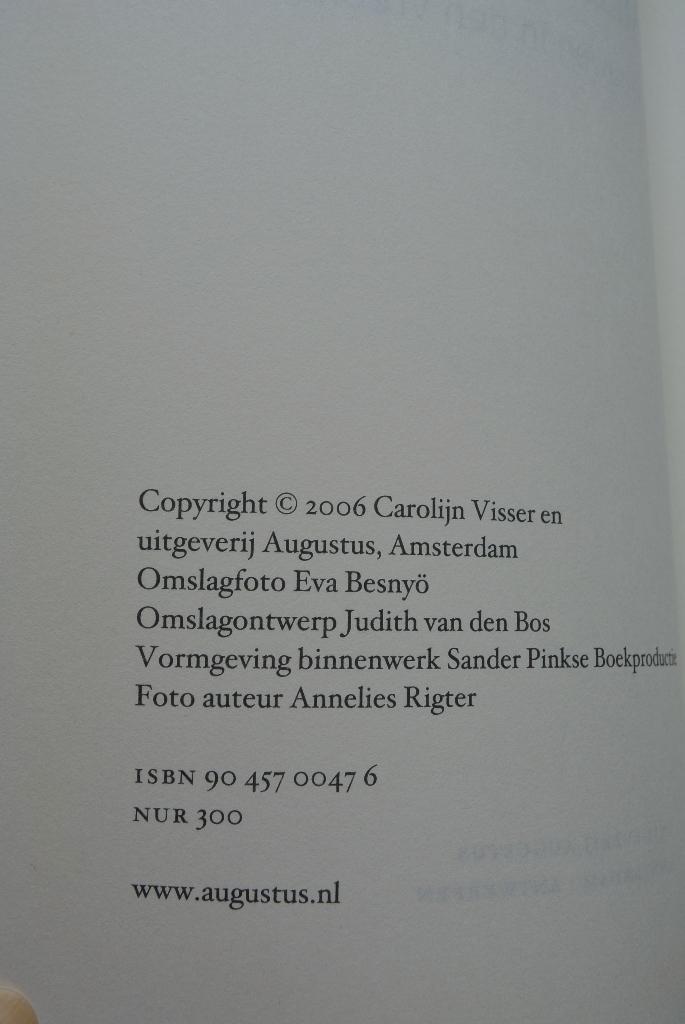 Copyright © 2006 Carolijn Visser en
uitgeverij Augustus, Amsterdam
Omslagfoto Eva Besnyö
Omslagontwerp Judith van den Bos
Vormgeving binnenwerk Sander Pinkse Boekproductie
Foto auteur Annelies Rigter
ISBN 90 457 0047 6
NUR 300
www.augustus.nl